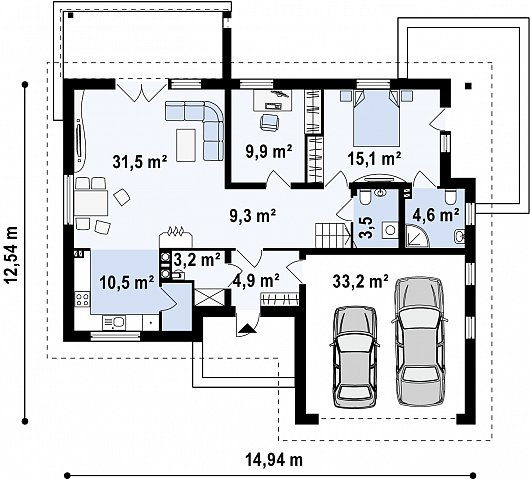 31,5 m²
9,9 m²
15,1 m²
9,3 m²
3,5
4,6 m²
3,2 m²
10,5 m²
4,9 m²
33,2 m²
12,54 m
14,94 m